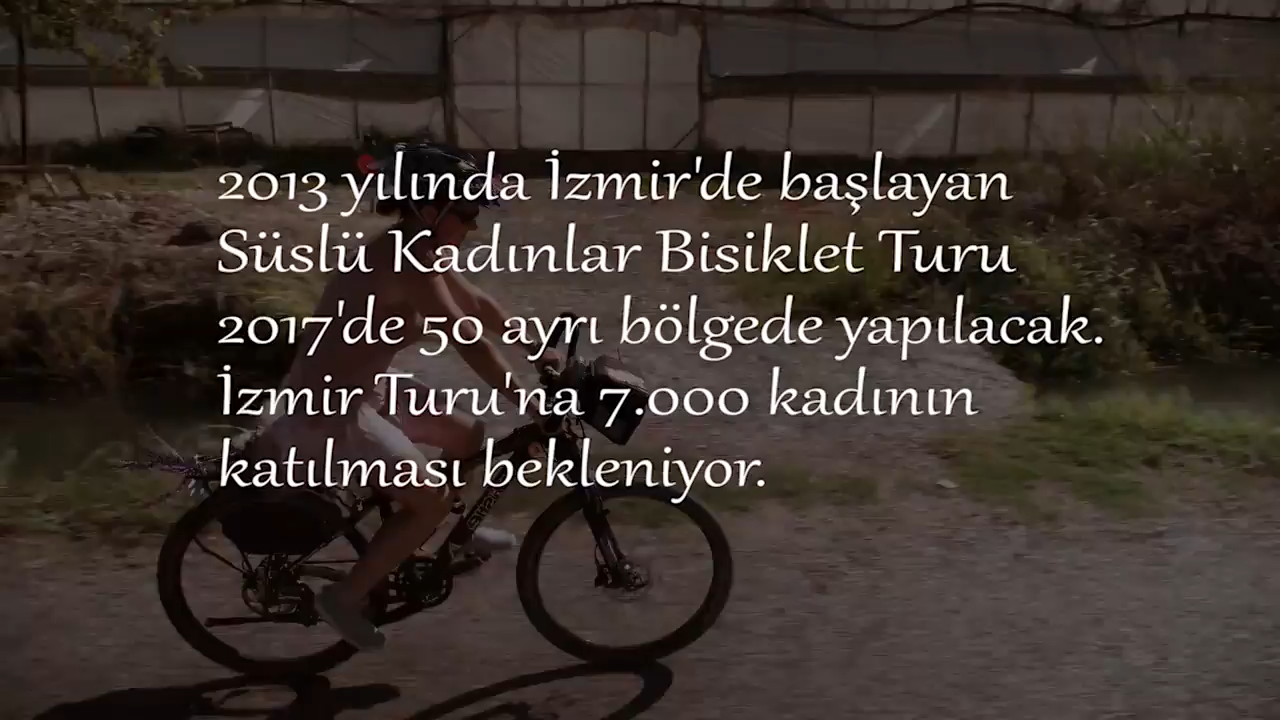 2013 yılında İzmir'de başlayan
Süslü Kadınlar Bisiklet Turu
2017'de 50 ayrı bölgede yapılacak.
İzmir Turu'na 7.000 kadının
katılması bekleniyor.